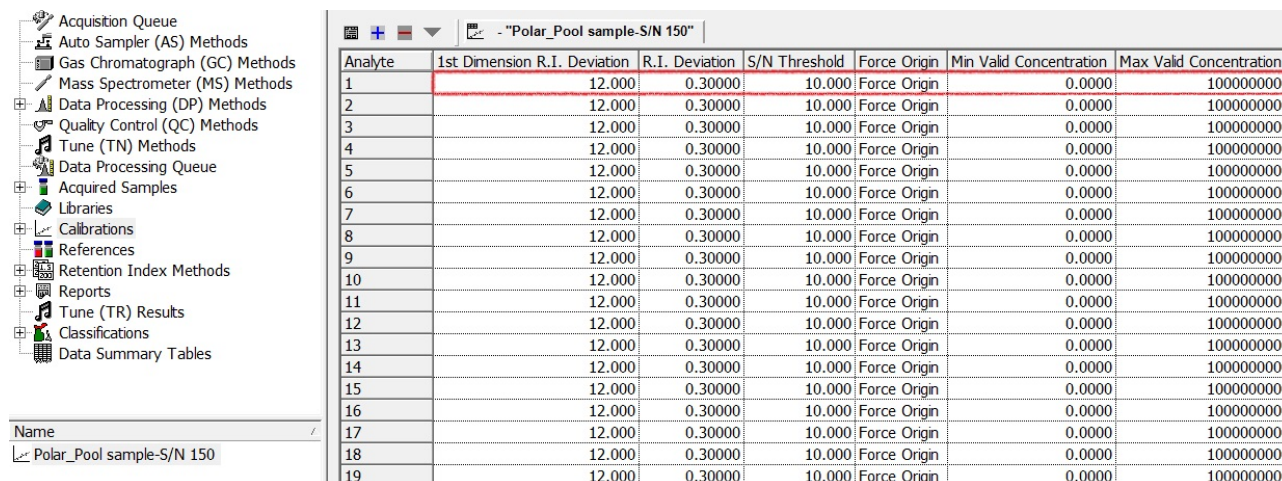 Acquisition Queue
Auto Sampler (AS) Methods
Gas Chromatograph (GC) Methods
Mass Spectrometer (MS) Methods
Data Processing (DP) Methods
Quality Control (QC) Methods
Tune (TN) Methods
Data Processing Queue
Acquired Samples
Libraries
Calibrations
References
Retention Index Methods
Reports
Tune (TR) Results
Classifications
Data Summary Tables
Name
Polar_Pool sample-S/N 150
- "Polar_Pool sample-S/N 150"
Analyte 1st Dimension R.I. Deviation R.I. Deviation S/N Threshold Force Origin Min Valid Concentration Max Valid Concentration
1 12.000 0.30000 10.000 Force Origin 0.0000 100000000
2 12.000 0.30000 10.000 Force Origin 0.0000 100000000
3 12.000 0.30000 10.000 Force Origin 0.0000 100000000
4 12.000 0.30000 10.000 Force Origin 0.0000 100000000
5 12.000 0.30000 10.000 Force Origin 0.0000 100000000
6 12.000 0.30000 10.000 Force Origin 0.0000 100000000
7 12.000 0.30000 10.000 Force Origin 0.0000 100000000
8 12.000 0.30000 10.000 Force Origin 0.0000 100000000
9 12.000 0.30000 10.000 Force Origin 0.0000 100000000
10 12.000 0.30000 10.000 Force Origin 0.0000 100000000
11 12.000 0.30000 10.000 Force Origin 0.0000 100000000
12 12.000 0.30000 10.000 Force Origin 0.0000 100000000
13 12.000 0.30000 10.000 Force Origin 0.0000 100000000
14 12.000 0.30000 10.000 Force Origin 0.0000 100000000
15 12.000 0.30000 10.000 Force Origin 0.0000 100000000
16 12.000 0.30000 10.000 Force Origin 0.0000 100000000
17 12.000 0.30000 10.000 Force Origin 0.0000 100000000
18 12.000 0.30000 10.000 Force Origin 0.0000 100000000
19 12.000 0.30000 10.000 Force Origin 0.0000 100000000